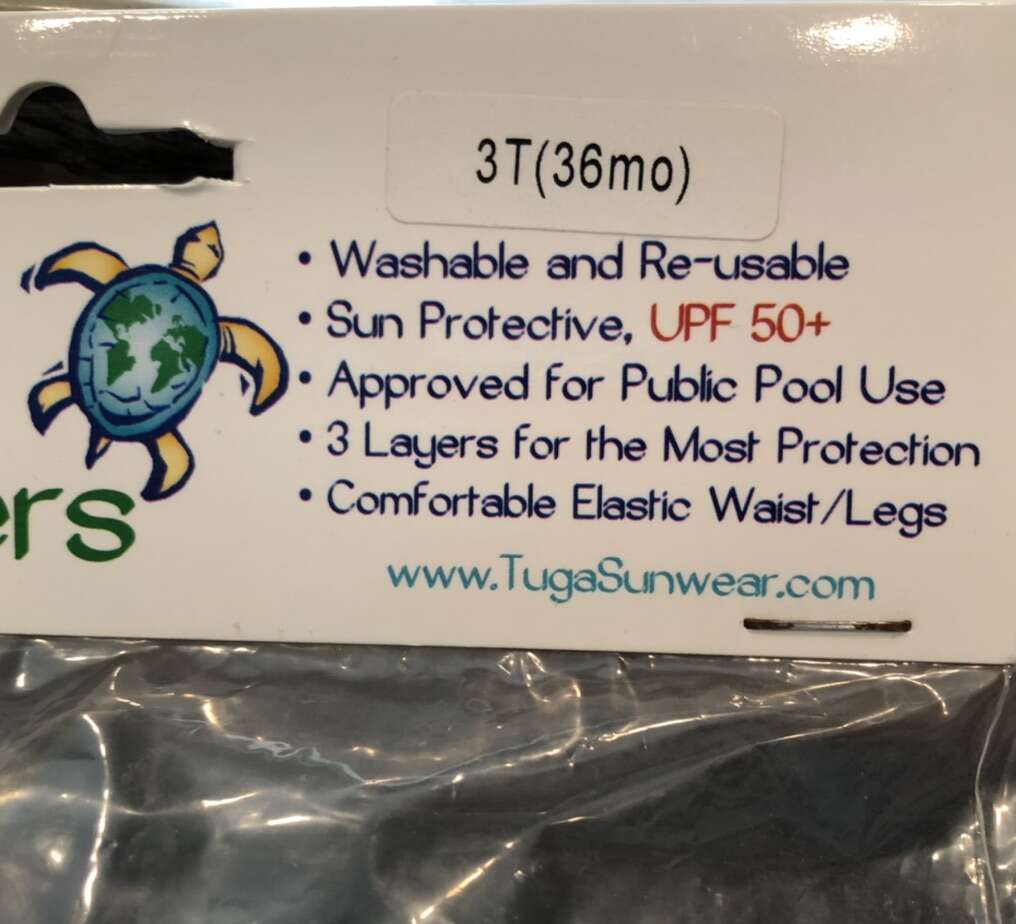 3T(36mo)
• Washable and Re-usable
• Sun Protective, UPF 50+
• Approved for Public Pool Use
• 3 Layers for the Most Protection
• Comfortable Elastic Waist/Legs
ers
www.TugaSunwear.com